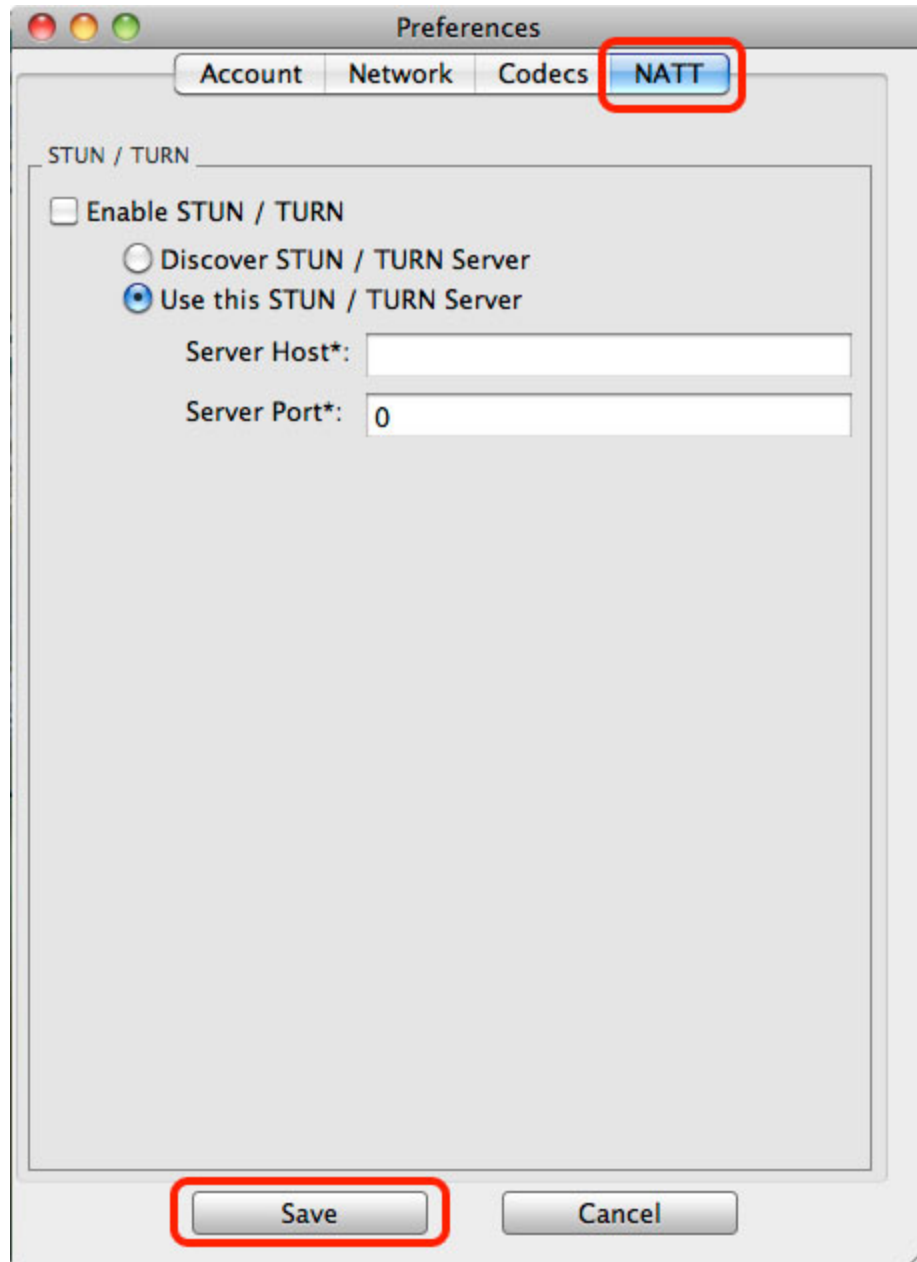 Preferences
Account Network Codecs NATT
STUN / TURN
Enable STUN / TURN
Discover STUN / TURN Server
Use this STUN / TURN Server
Server Host*:
Server Port*: 0
Save Cancel